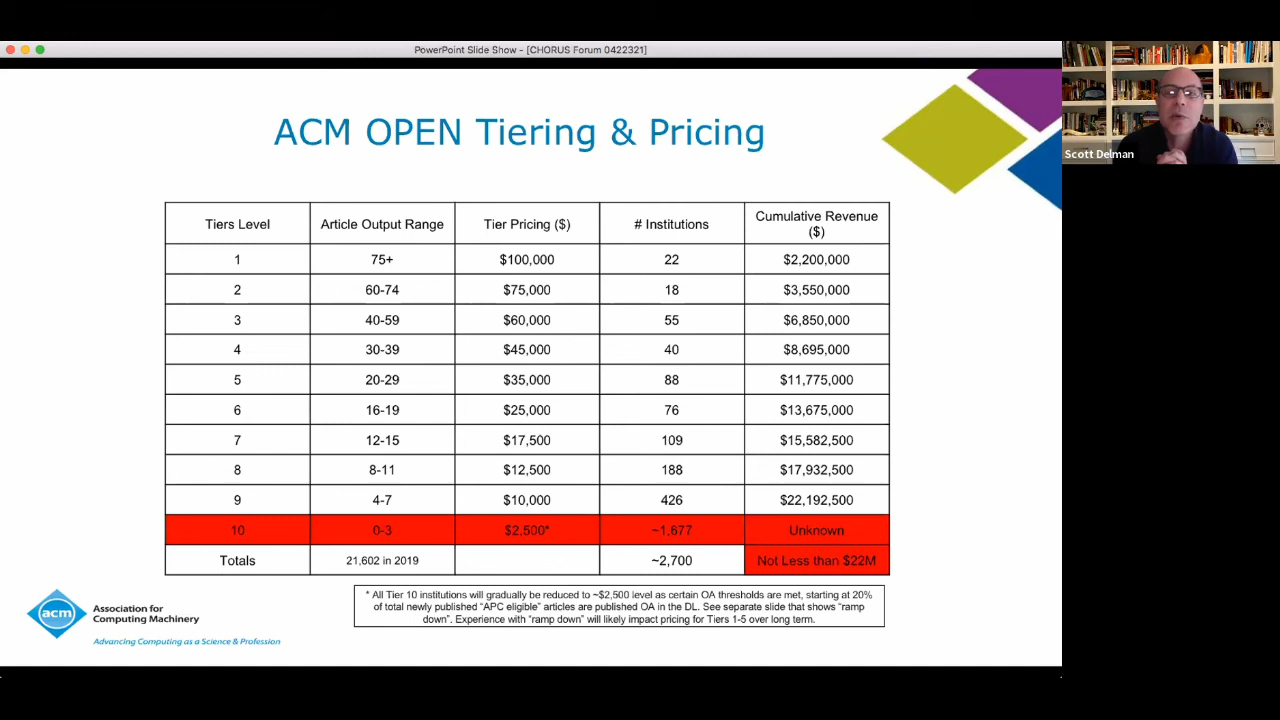 PowerPoint Slide Show - [CHORUS Forum 0422321]
ACM OPEN Tiering & Pricing
Scott Delman
Tiers Level Article Output Range Tier Pricing ($) # Institutions Cumulative Revenue ($)
1 75+ $100,000 22 $2,200,000
2 60-74 $75,000 18 $3,550,000
3 40-59 $60,000 55 $6,850,000
4 30-39 $45,000 40 $8,695,000
5 20-29 $35,000 88 $11,775,000
6 16-19 $25,000 76 $13,675,000
7 12-15 $17,500 109 $15,582,500
8 8-11 $12,500 188 $17,932,500
9 4-7 $10,000 426 $22,192,500
10 0-3 $2,500* ~1,677 Unknown
Totals 21,602 in 2019 ~2,700 Not Less than $22M
* All Tier 10 institutions will gradually be reduced to ~$2,500 level as certain OA thresholds are met, starting at 20%
of total newly published “APC eligible” articles are published OA in the DL. See separate slide that shows “ramp
down”. Experience with “ramp down” will likely impact pricing for Tiers 1-5 over long term.
acm
Association for
Computing Machinery
Advancing Computing as a Science & Profession